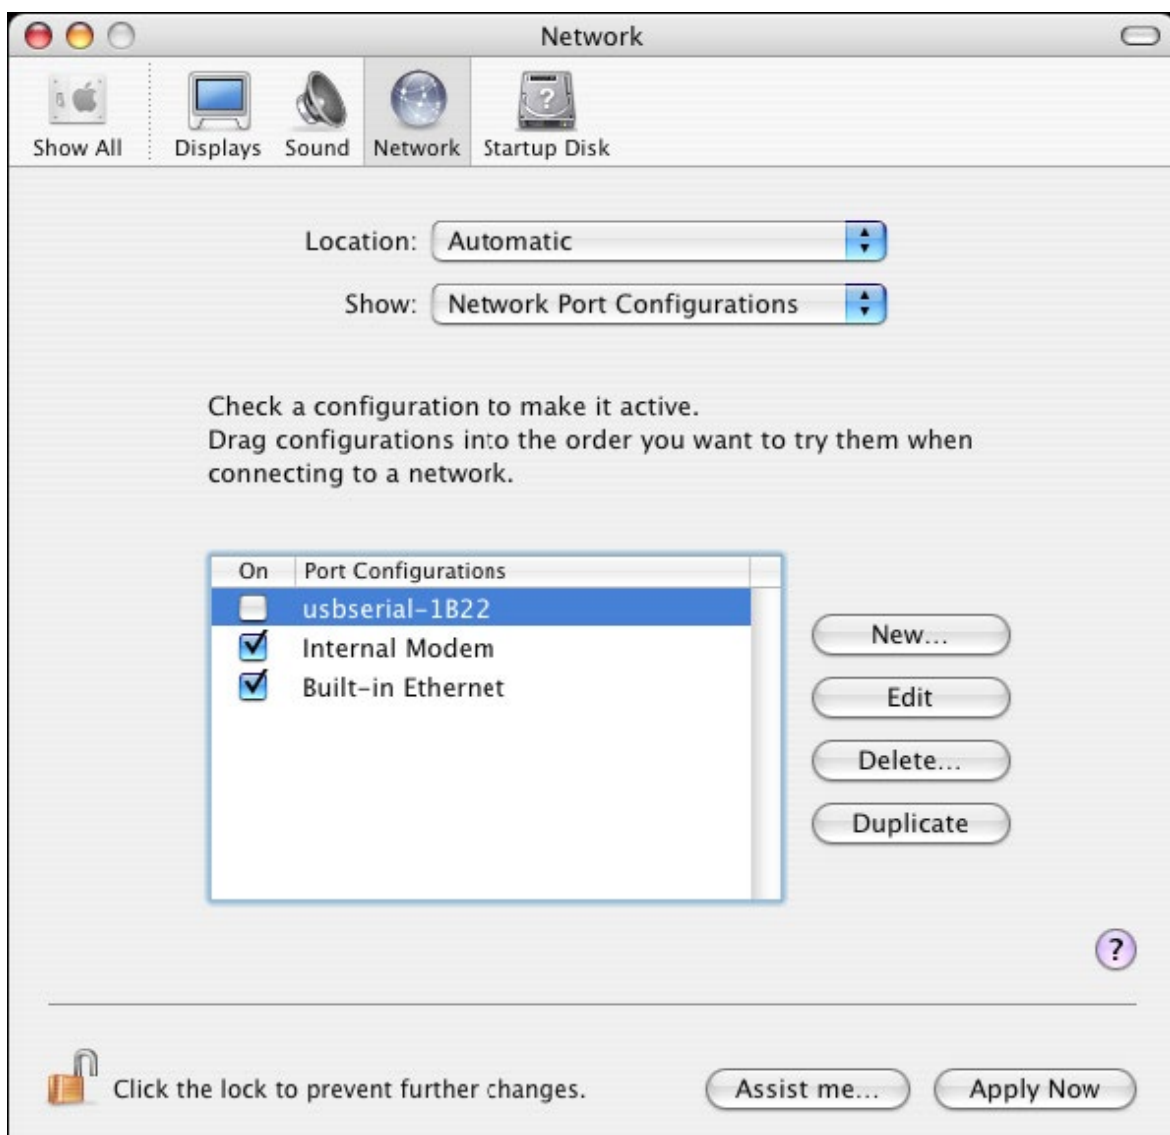 Network
Show All
Displays
Sound
Network
Startup Disk
Location: Automatic
Show: Network Port Configurations
Check a configuration to make it active.
Drag configurations into the order you want to try them when
connecting to a network.
On Port Configurations
usbserial-1B22
Internal Modem
Built-in Ethernet
New...
Edit
Delete...
Duplicate
?
Click the lock to prevent further changes.
Assist me...
Apply Now